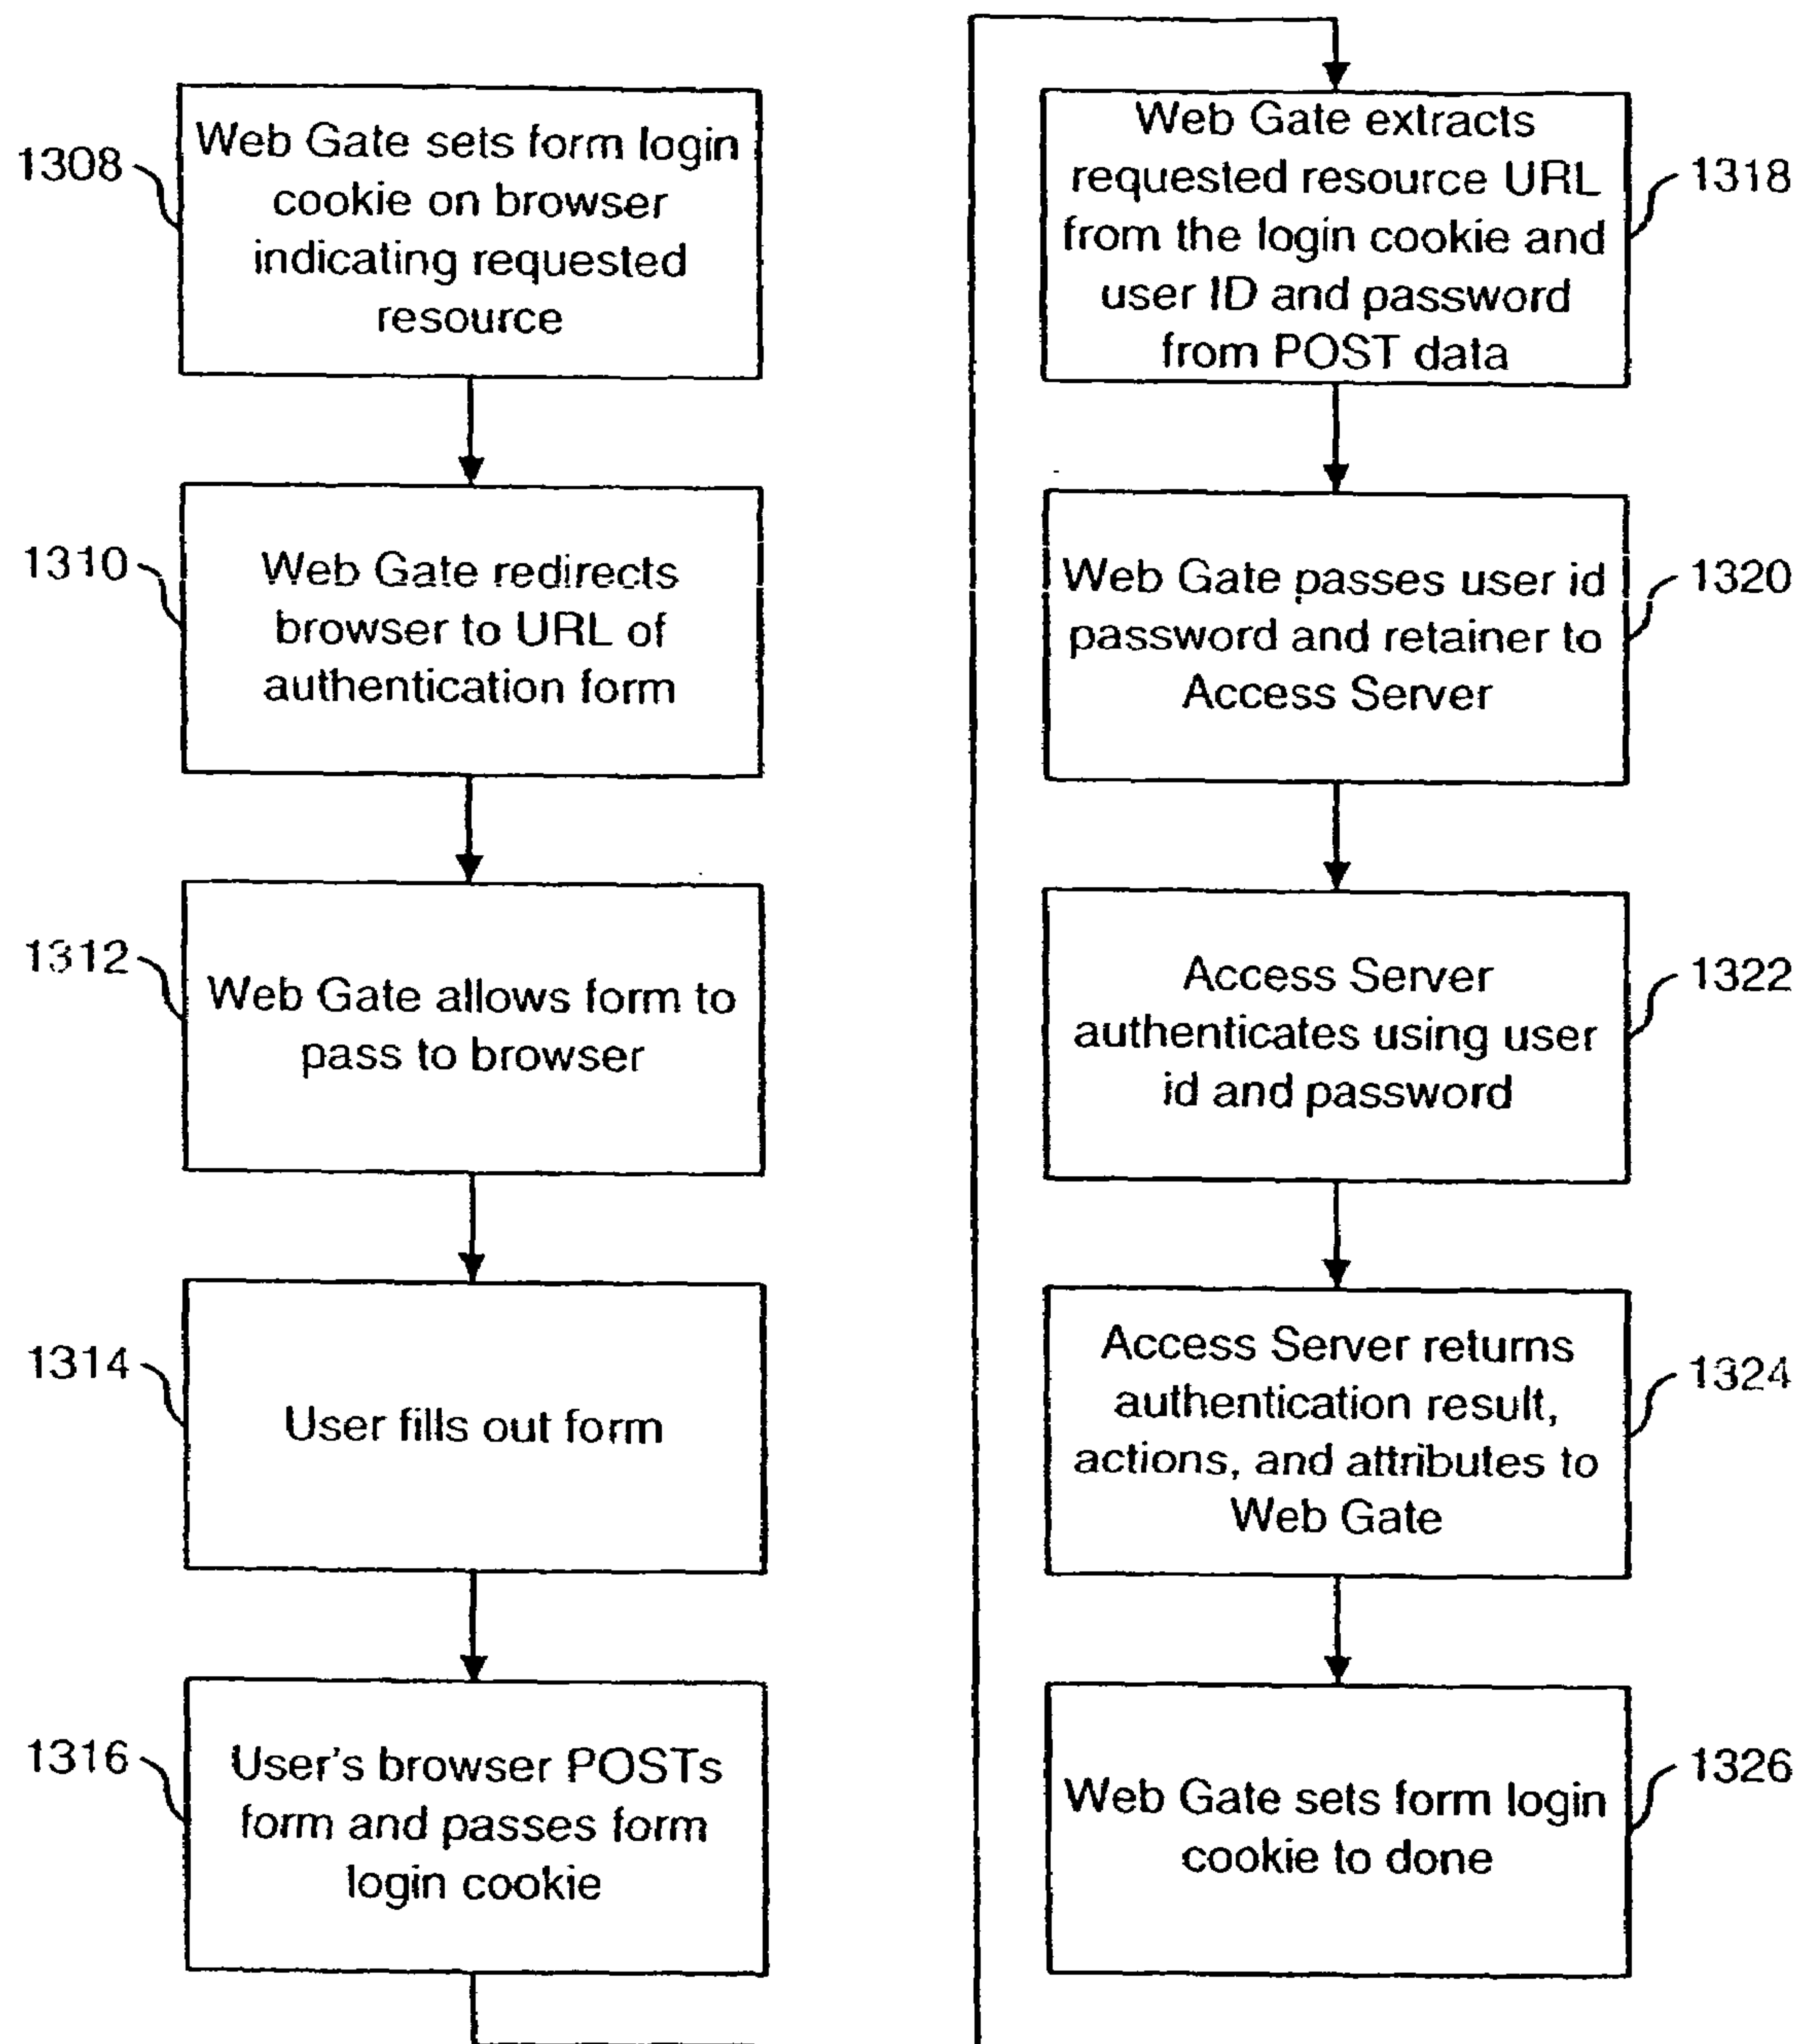 1308
Web Gate sets form login
cookie on browser
indicating requested
resource
1310
Web Gate redirects
browser to URL of
authentication form
1312
Web Gate allows form to
pass to browser
1314
User fills out form
1316
User's browser POSTs
form and passes form
login cookie
Web Gate extracts
requested resource URL
from the login cookie and
user ID and password
from POST data
1318
Web Gate passes user id
password and retainer to
Access Server
1320
Access Server
authenticates using user
id and password
1322
Access Server returns
authentication result,
actions, and attributes to
Web Gate
1324
Web Gate sets form login
cookie to done
1326